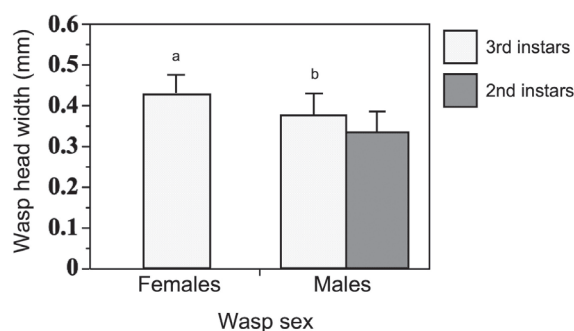 Wasp head width (mm)
0.6
0.5
0.4
0.3
0.2
0.1
0
a
b
Females
Males
Wasp sex
3rd instars
2nd instars